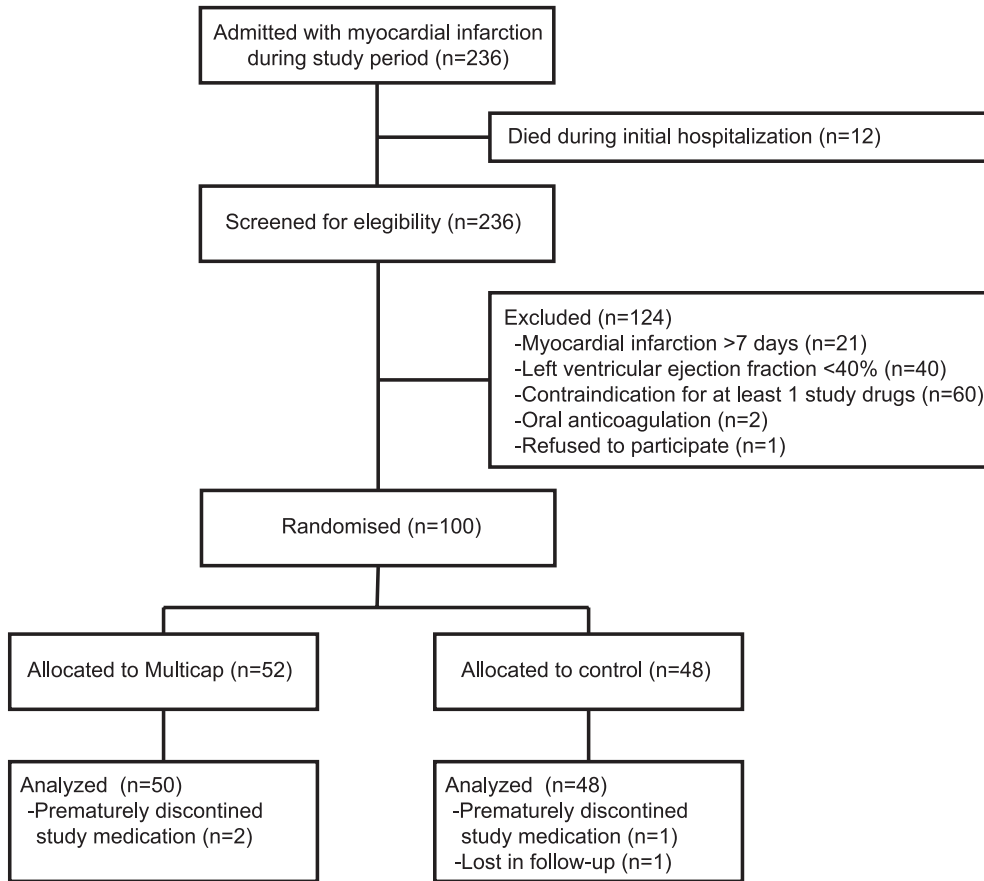 Admitted with myocardial infarction
during study period (n=236)
Died during initial hospitalization (n=12)
Screened for elegibility (n=236)
Excluded (n=124)
-Myocardial infarction >7 days (n=21)
-Left ventricular ejection fraction <40% (n=40)
-Contraindication for at least 1 study drugs (n=60)
-Oral anticoagulation (n=2)
-Refused to participate (n=1)
Randomised (n=100)
Allocated to Multicap (n=52)
Allocated to control (n=48)
Analyzed (n=50)
-Prematurely discontined
study medication (n=2)
Analyzed (n=48)
-Prematurely discontined
study medication (n=1)
-Lost in follow-up (n=1)